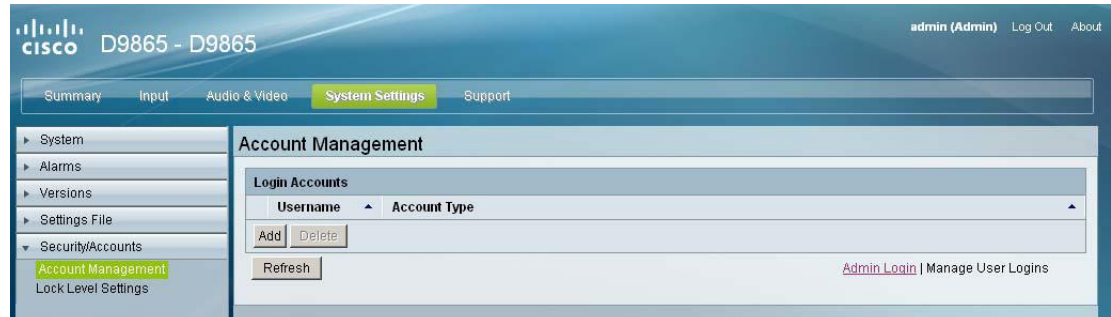 admin (Admin) Log Out About
CISCO D9865 - D9865
Summary Input Audio & Video System Settings Support
System
Alarms
Versions
Settings File
Security/Accounts
Account Management
Lock Level Settings
Account Management
Login Accounts
Username Account Type
Add Delete
Refresh
Admin Login | Manage User Logins